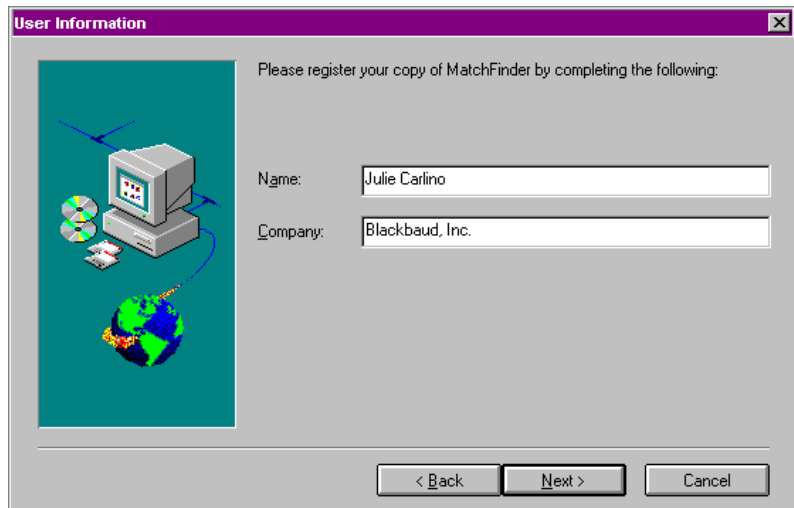 User Information
Please register your copy of MatchFinder by completing the following:
Name: Julie Carlino
Company: Blackbaud, Inc.
< Back Next > Cancel